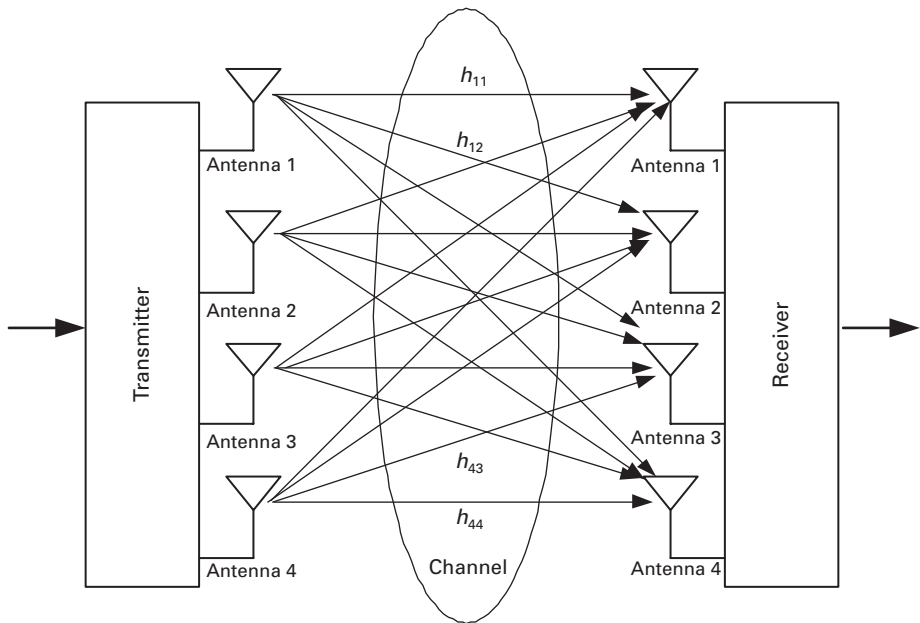 h11
h12
Antenna 1
Antenna 1
Antenna 2
Antenna 2
Transmitter
Receiver
Antenna 3
Antenna 3
h43
h44
Channel
Antenna 4
Antenna 4